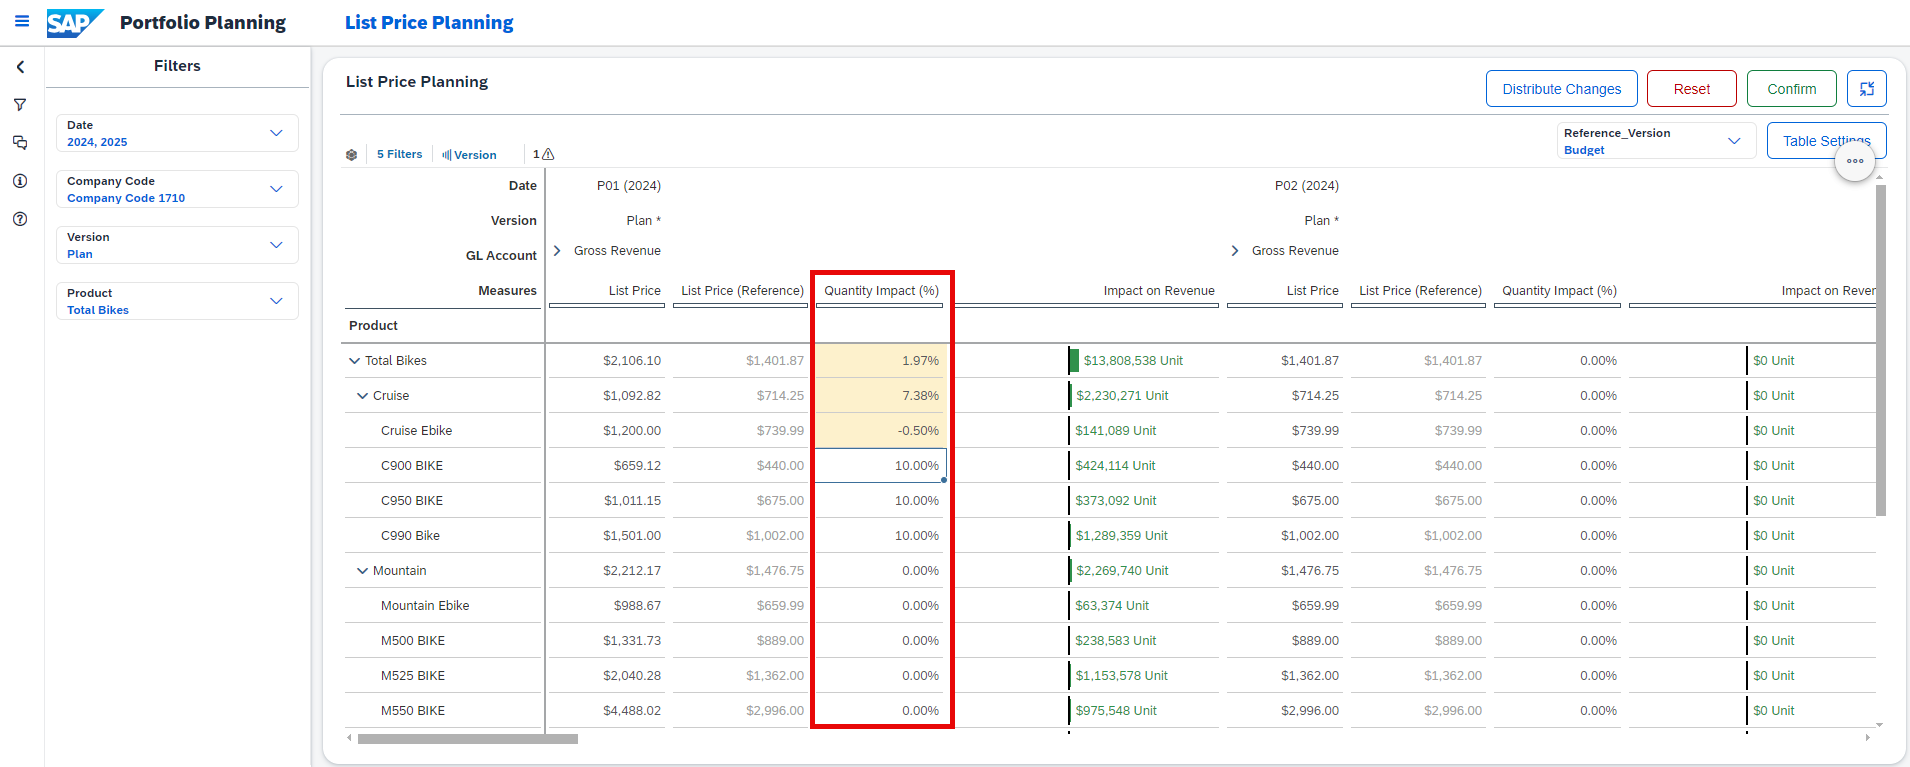 SAP Portfolio Planning List Price Planning
Filters
Date
2024, 2025
Company Code
Company Code 1710
Version
Plan
Product
Total Bikes
List Price Planning
Distribute Changes Reset Confirm
Reference_Version
Budget
Table Settings
5 Filters Version 1
Date P01 (2024) P02 (2024)
Version Plan * Plan *
GL Account Gross Revenue Gross Revenue
Measures List Price List Price (Reference) Quantity Impact (%) Impact on Revenue List Price List Price (Reference) Quantity Impact (%) Impact on Rever
Product
Total Bikes $2,106.10 $1,401.87 1.97% $13,808,538 Unit $1,401.87 $1,401.87 0.00% $0 Unit
Cruise $1,092.82 $714.25 7.38% $2,230,271 Unit $714.25 $714.25 0.00% $0 Unit
Cruise Ebike $1,200.00 $739.99 -0.50% $141,089 Unit $739.99 $739.99 0.00% $0 Unit
C900 BIKE $659.12 $440.00 10.00% $424,114 Unit $440.00 $440.00 0.00% $0 Unit
C950 BIKE $1,011.15 $675.00 10.00% $373,092 Unit $675.00 $675.00 0.00% $0 Unit
C990 Bike $1,501.00 $1,002.00 10.00% $1,289,359 Unit $1,002.00 $1,002.00 0.00% $0 Unit
Mountain $2,212.17 $1,476.75 0.00% $2,269,740 Unit $1,476.75 $1,476.75 0.00% $0 Unit
Mountain Ebike $988.67 $659.99 0.00% $63,374 Unit $659.99 $659.99 0.00% $0 Unit
M500 BIKE $1,331.73 $889.00 0.00% $238,583 Unit $889.00 $889.00 0.00% $0 Unit
M525 BIKE $2,040.28 $1,362.00 0.00% $1,153,578 Unit $1,362.00 $1,362.00 0.00% $0 Unit
M550 BIKE $4,488.02 $2,996.00 0.00% $975,548 Unit $2,996.00 $2,996.00 0.00% $0 Unit